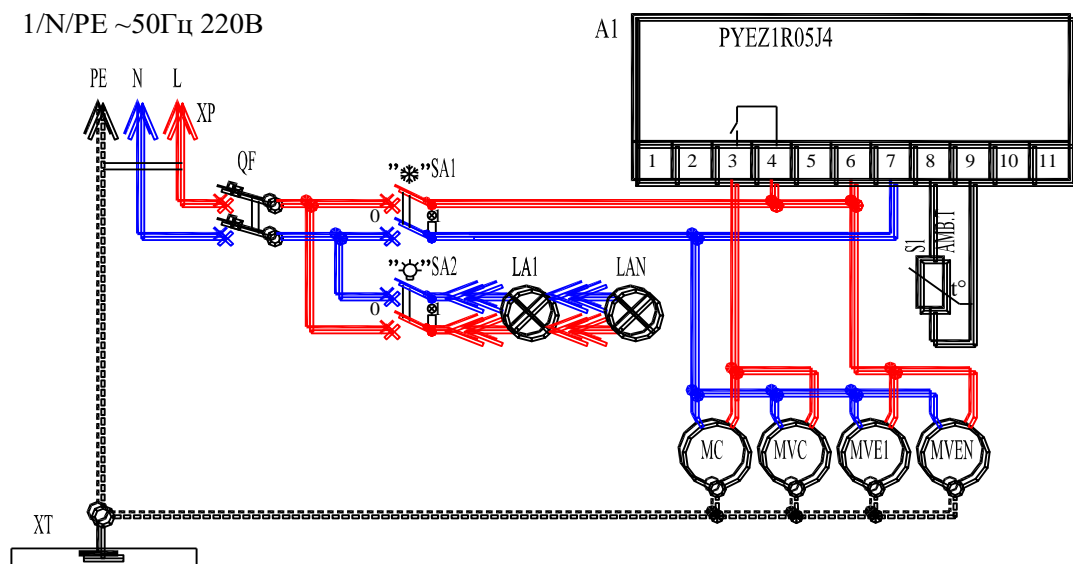 1/N/PE ~50Гц 220В
A1
PYEZ1R05J4
PE N L
XP
1 2 3 4 5 6 7 8 9 10 11
QF
"❄"SA1
0
S1
AMB.1
t°
" "SA2
LA1
LAN
0
MC
MVC
MVE1
MVEN
XT